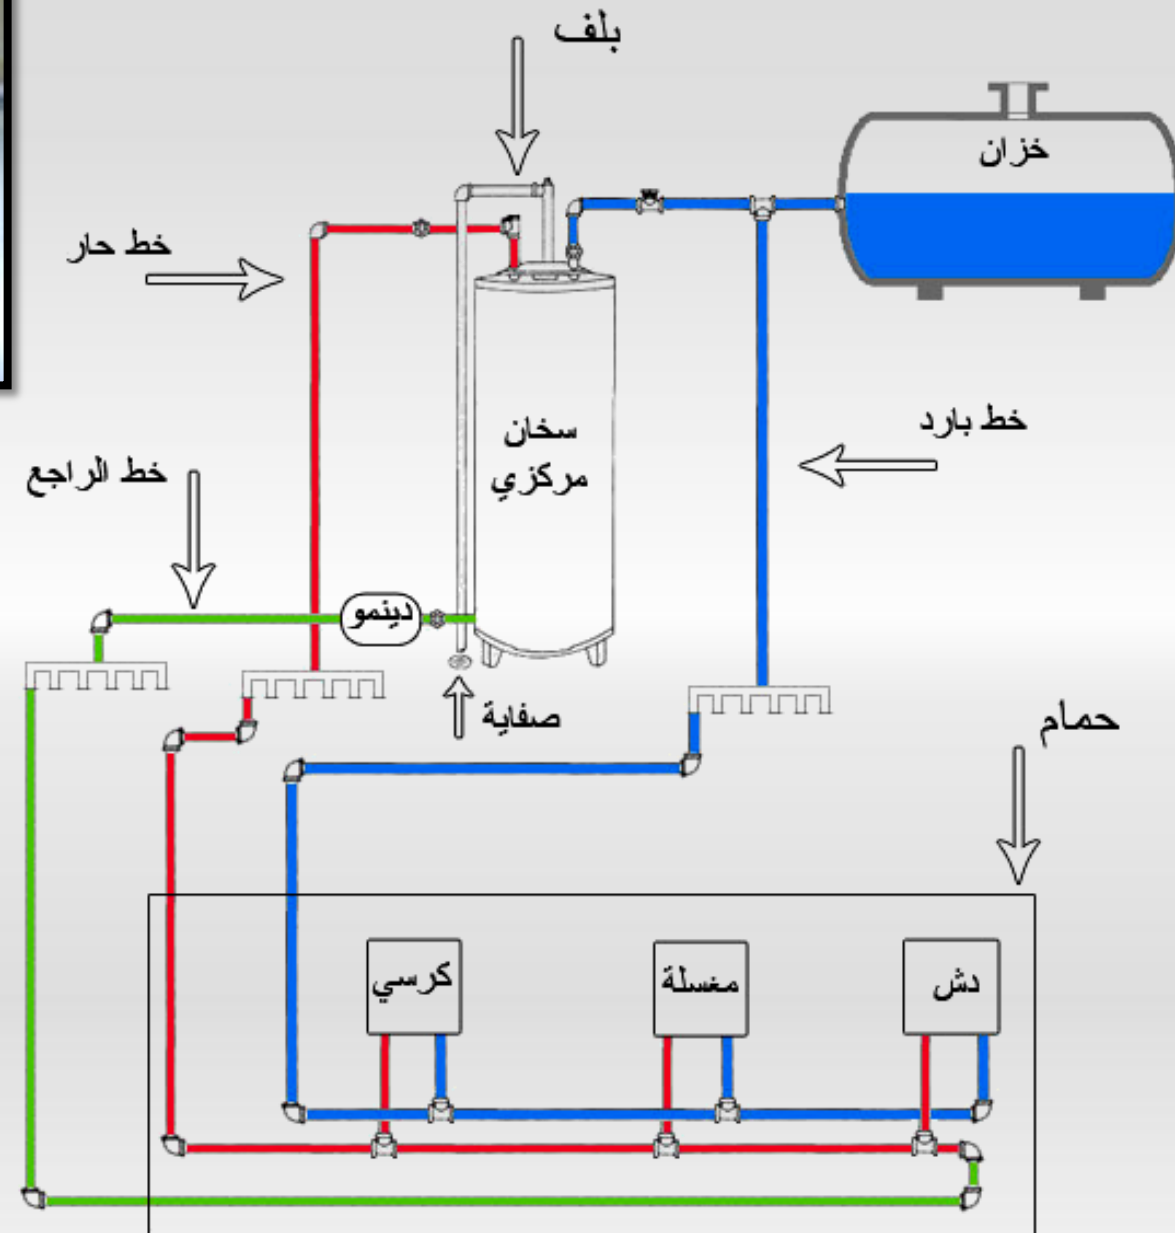 بلف
خزان
خط حار
خط بارد
سخان
مركزي
خط الراجع
دينمو
صفاية
حمام
دش
مغسلة
كرسي